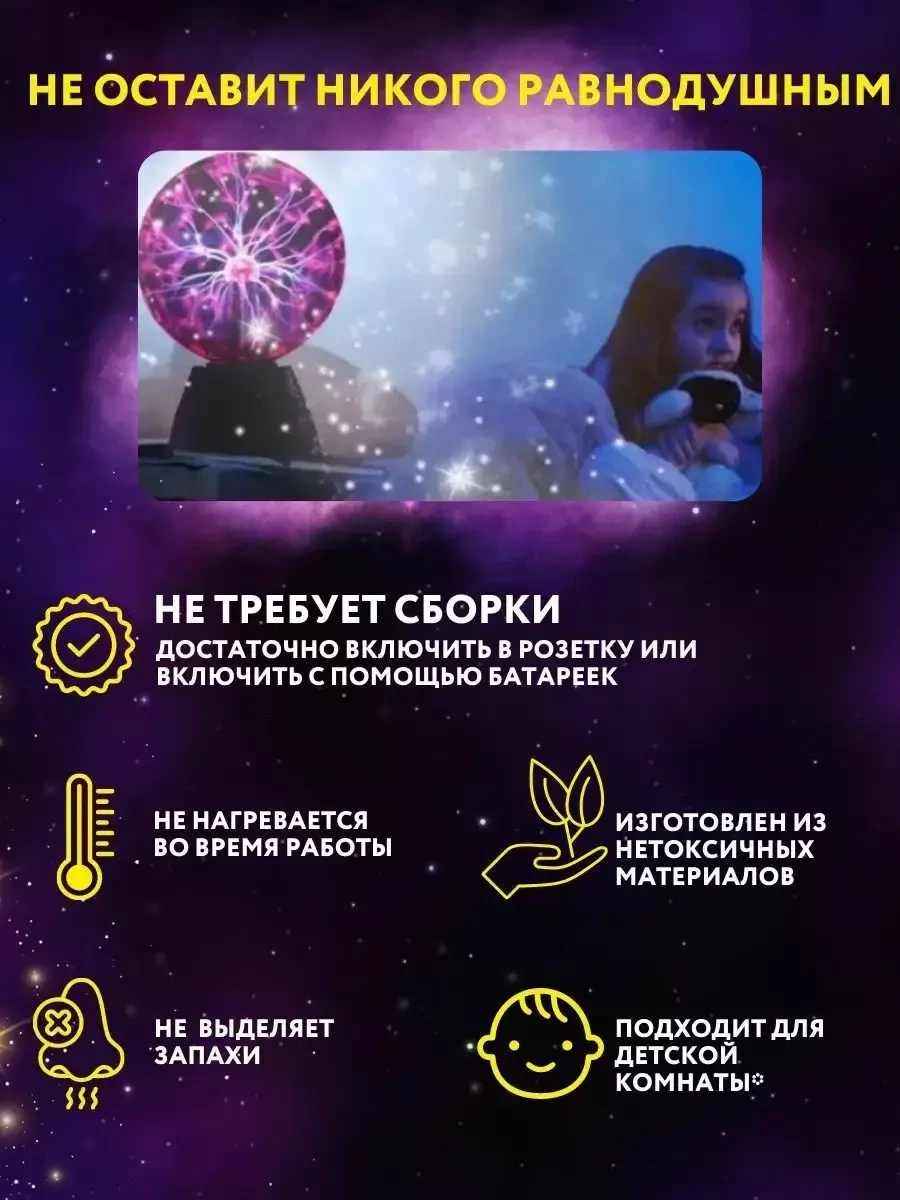 НЕ ОСТАВИТ НИКОГО РАВНОДУШНЫМ
НЕ ТРЕБУЕТ СБОРКИ
ДОСТАТОЧНО ВКЛЮЧИТЬ В РОЗЕТКУ ИЛИ
ВКЛЮЧИТЬ С ПОМОЩЬЮ БАТАРЕЕК
НЕ НАГРЕВАЕТСЯ
ВО ВРЕМЯ РАБОТЫ
ИЗГОТОВЛЕН ИЗ
НЕТОКСИЧНЫХ
МАТЕРИАЛОВ
НЕ ВЫДЕЛЯЕТ
ЗАПАХИ
ПОДХОДИТ ДЛЯ
ДЕТСКОЙ
КОМНАТЫ*